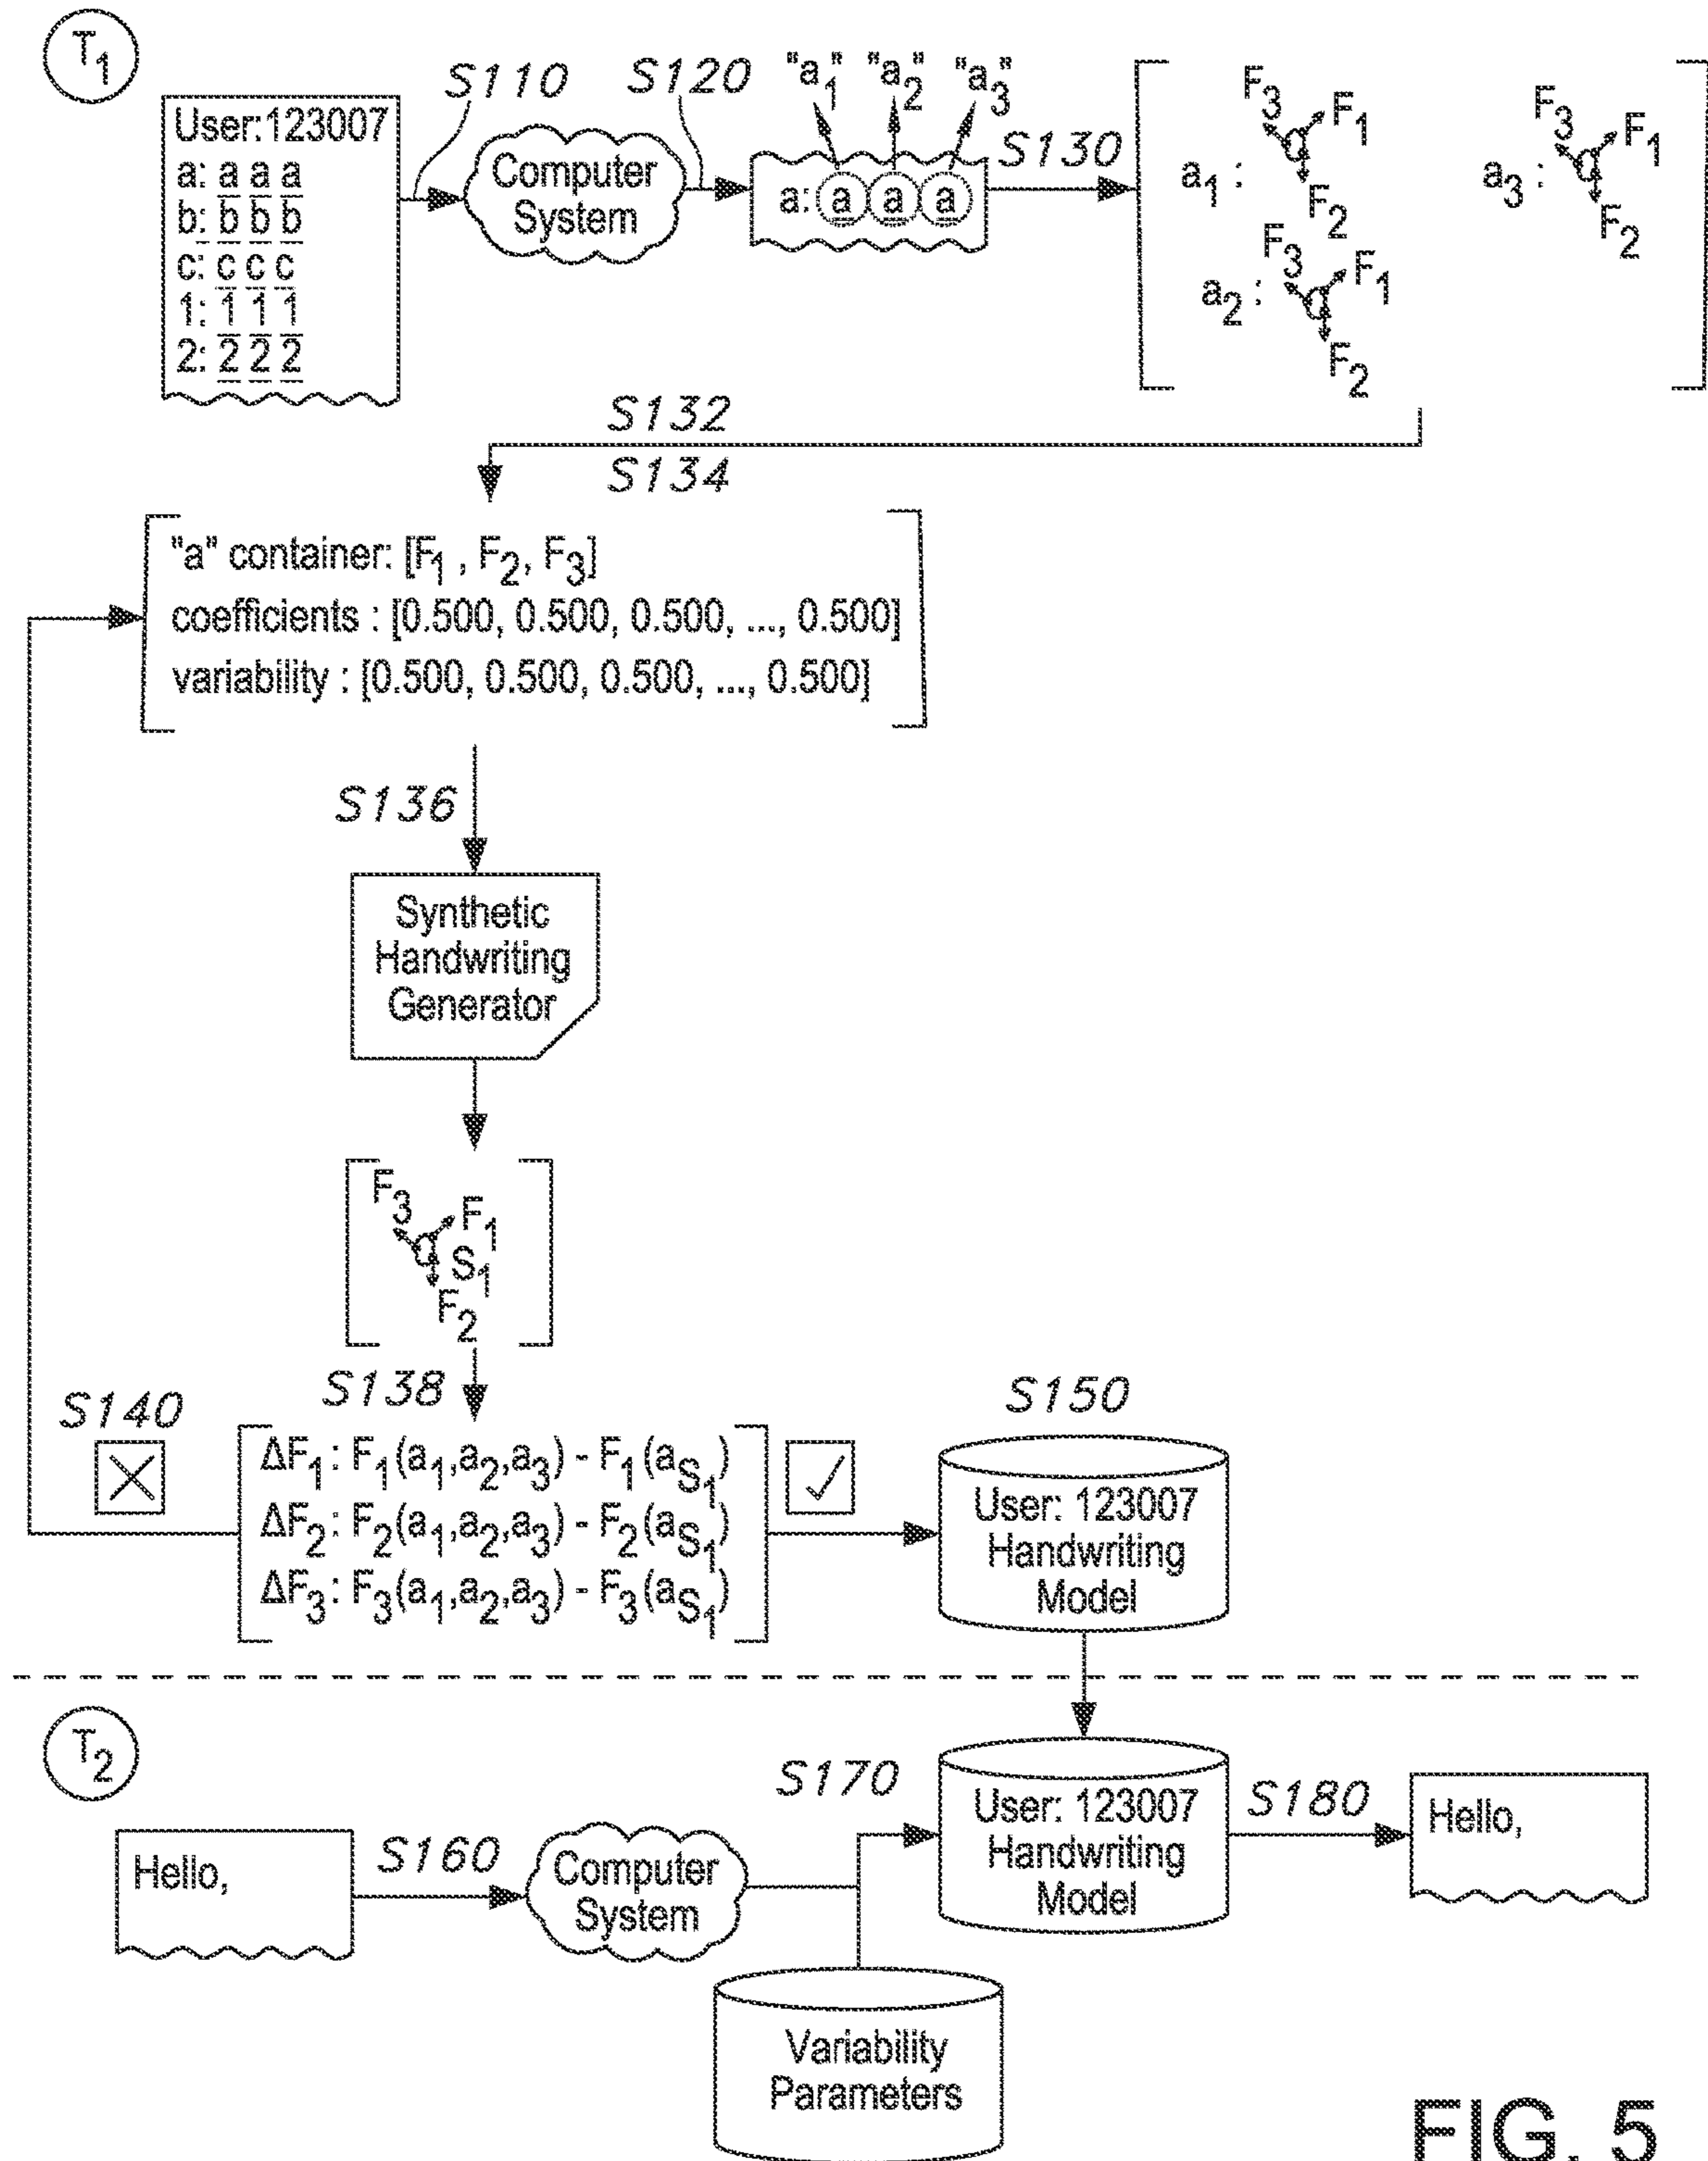 T1
User:123007
a: a a a
b: b b b
c: c c c
1: 1 1 1
2: 2 2 2
S110
Computer
System
S120
"a1" "a2" "a3"
a: a a a
S130
a1 : F3 F1 F2
a3 : F3 F1 F2
a2 : F3 F1 F2
S132
S134
"a" container: [F1 , F2, F3]
coefficients : [0.500, 0.500, 0.500, ..., 0.500]
variability : [0.500, 0.500, 0.500, ..., 0.500]
S136
Synthetic
Handwriting
Generator
F3 F1
S1
F2
S138
S140
ΔF1: F1(a1,a2,a3) - F1(aS1)
ΔF2: F2(a1,a2,a3) - F2(aS1)
ΔF3: F3(a1,a2,a3) - F3(aS1)
S150
User: 123007
Handwriting
Model
T2
Hello,
S160
Computer
System
S170
User: 123007
Handwriting
Model
S180
Hello,
Variability
Parameters
FIG. 5